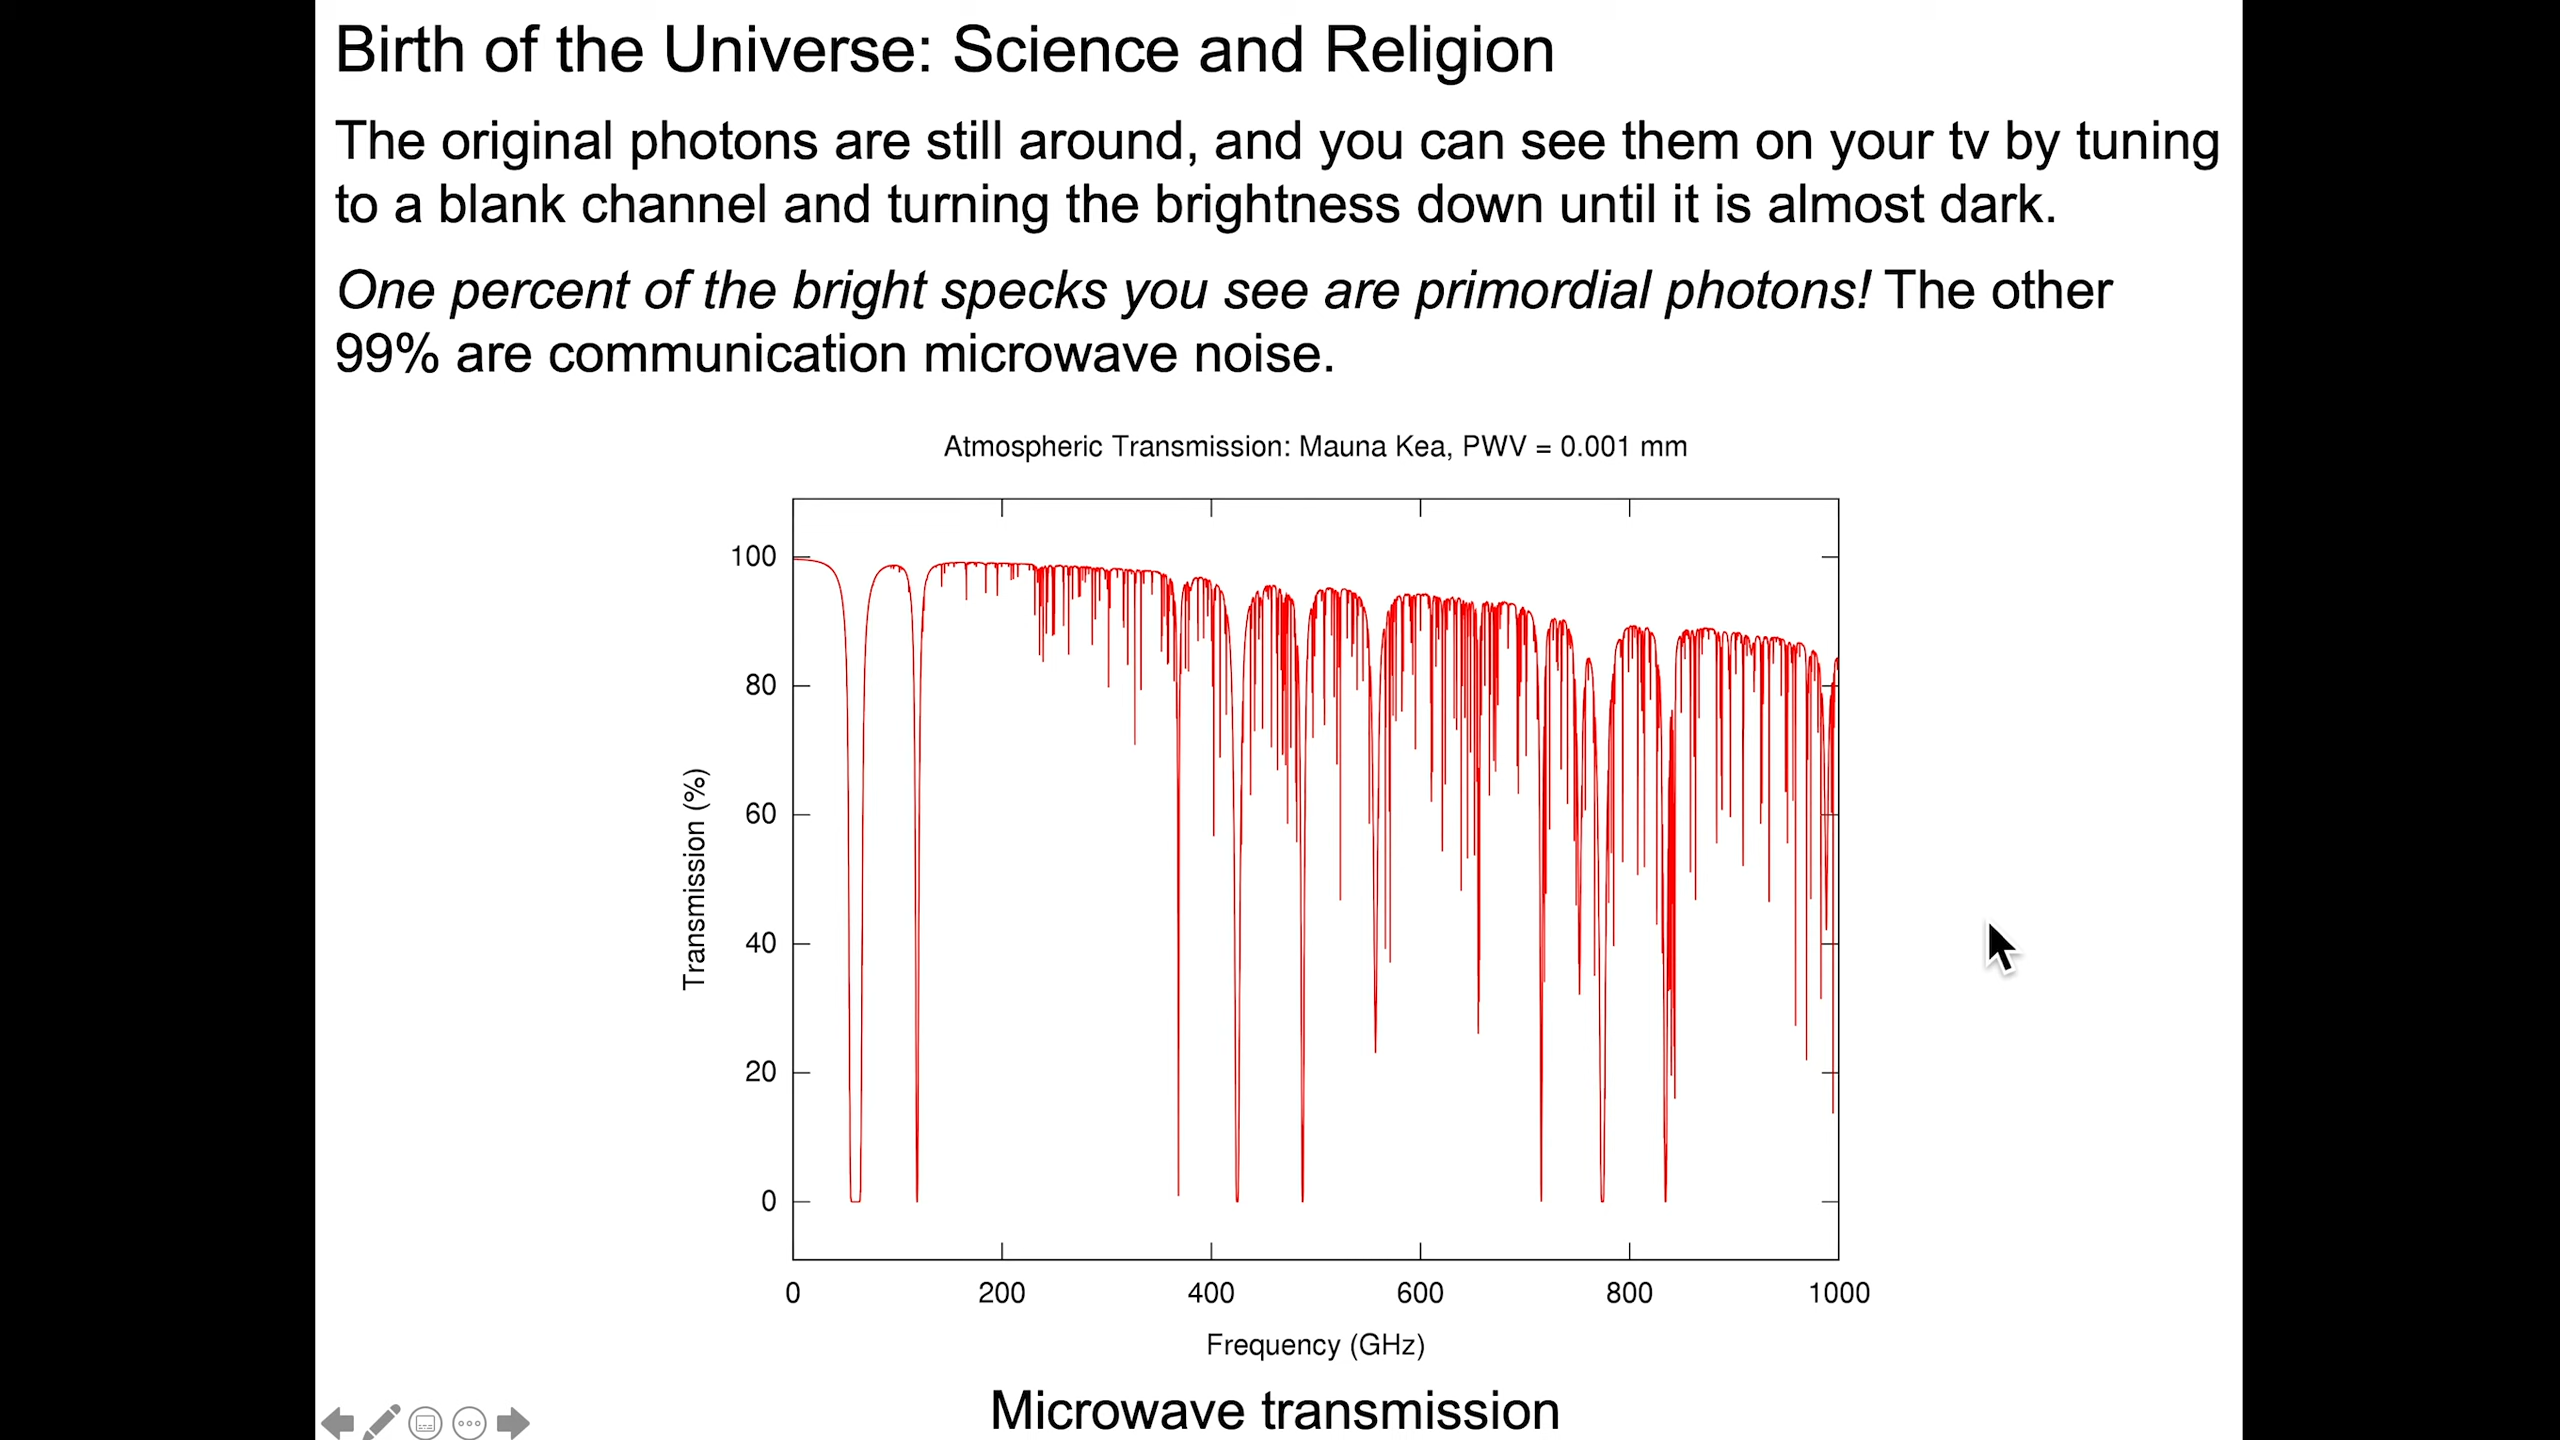 Birth of the Universe: Science and Religion
The original photons are still around, and you can see them on your tv by tuning
to a blank channel and turning the brightness down until it is almost dark.
One percent of the bright specks you see are primordial photons! The other
99% are communication microwave noise.
Atmospheric Transmission: Mauna Kea, PWV = 0.001 mm
100
80
60
40
20
0
Transmission (%)
0 200 400 600 800 1000
Frequency (GHz)
Microwave transmission